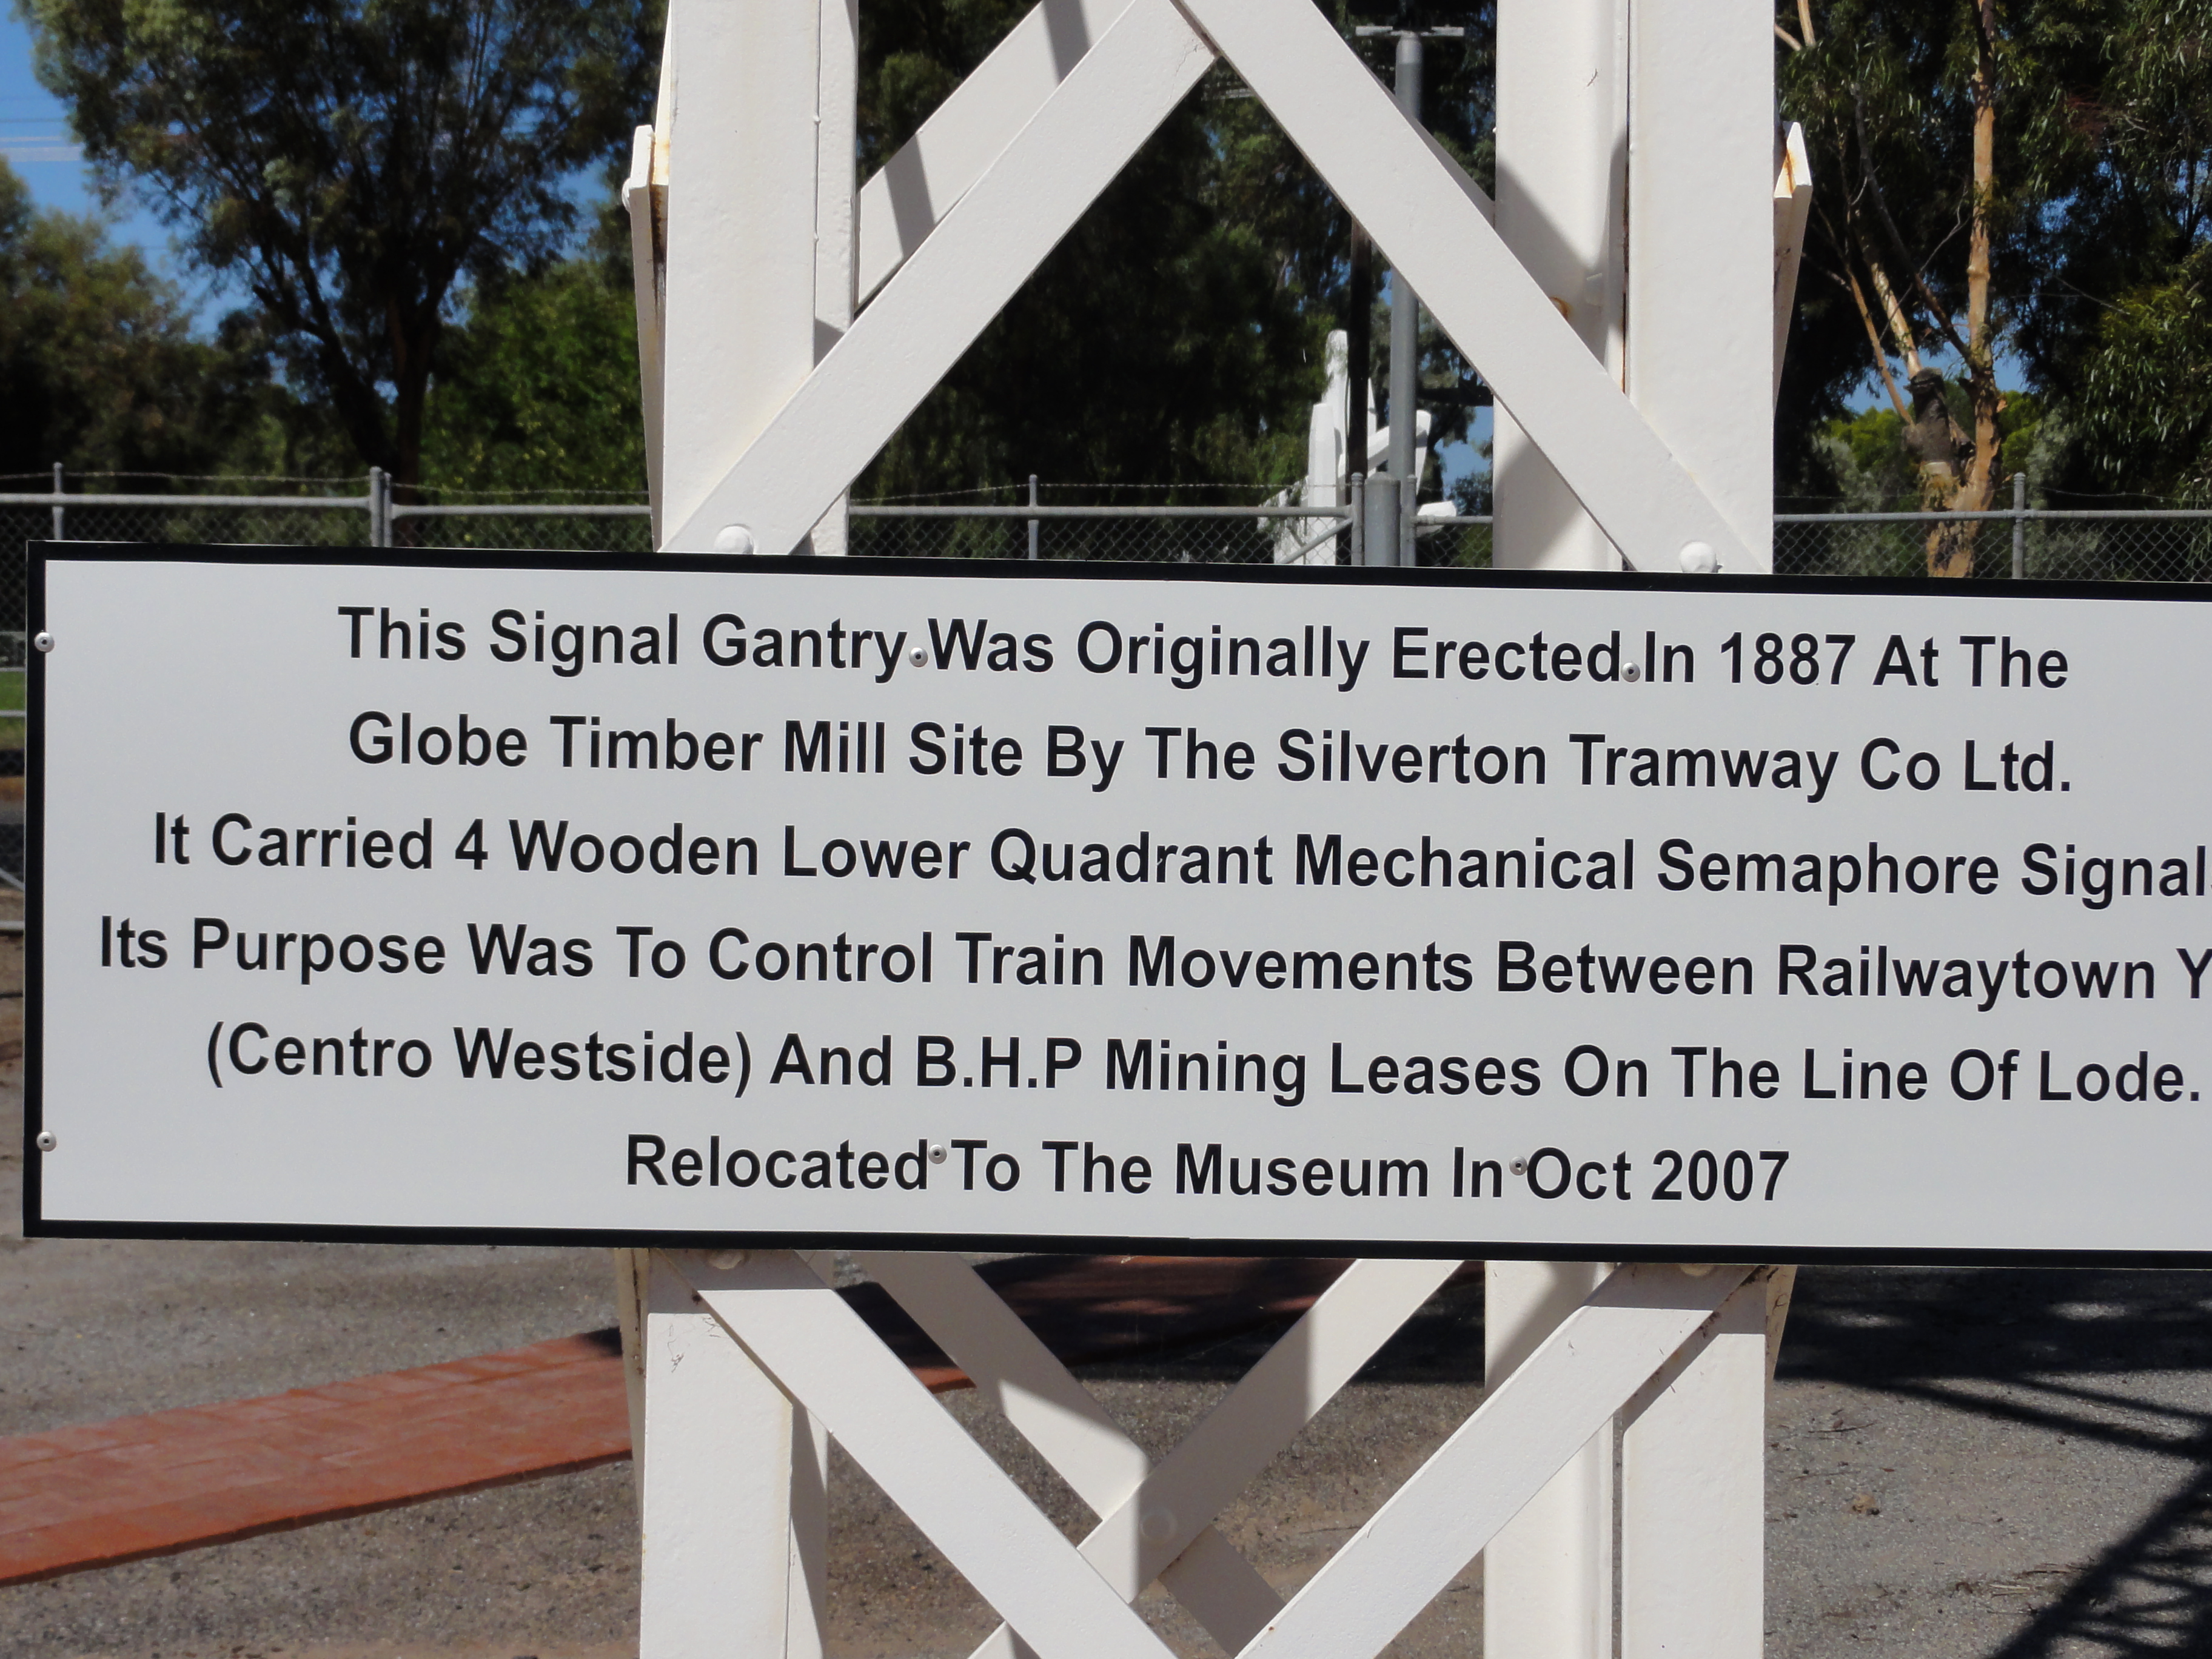 This Signal Gantry Was Originally Erected In 1887 At The
Globe Timber Mill Site By The Silverton Tramway Co Ltd.
It Carried 4 Wooden Lower Quadrant Mechanical Semaphore Signal
Its Purpose Was To Control Train Movements Between Railwaytown Y
(Centro Westside) And B.H.P Mining Leases On The Line Of Lode.
Relocated To The Museum In Oct 2007